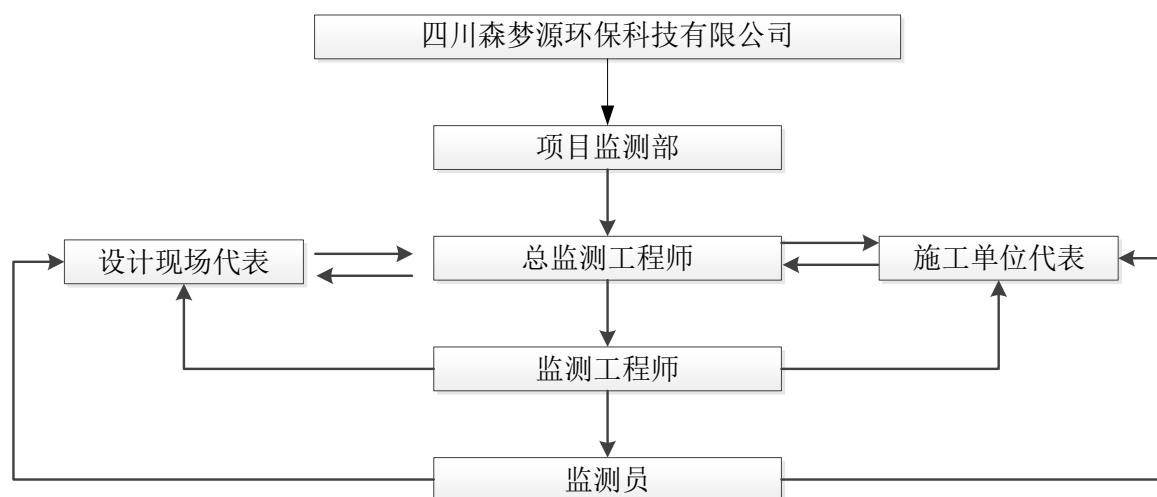 四川森梦源环保科技有限公司
项目监测部
设计现场代表
总监测工程师
施工单位代表
监测工程师
监测员